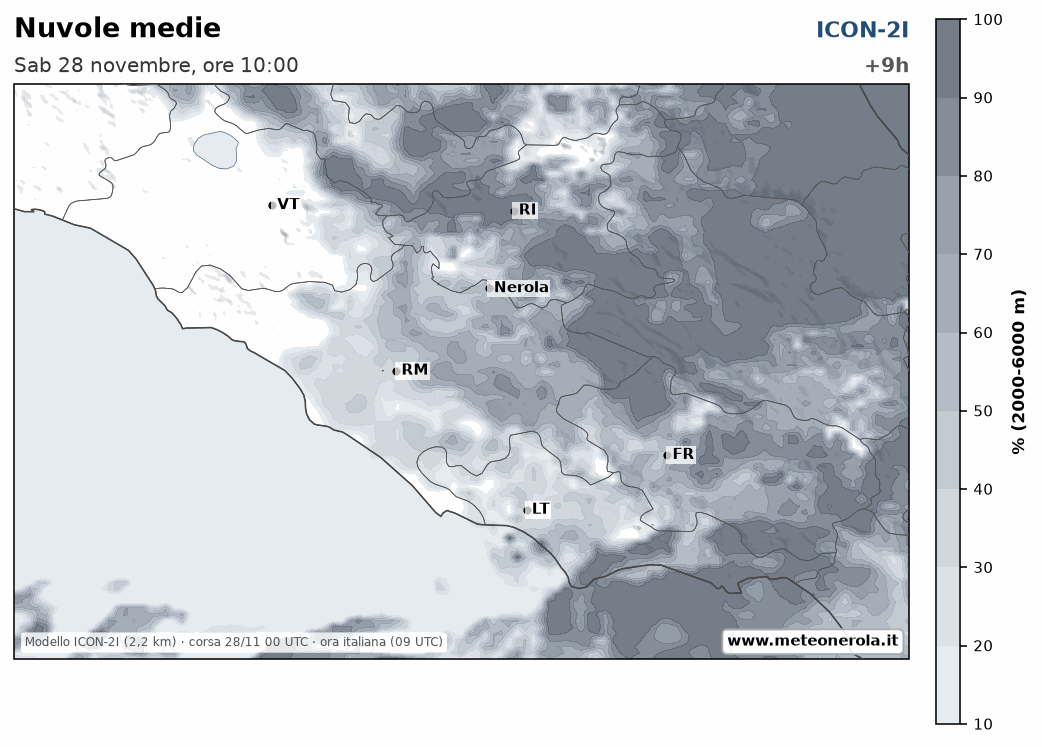 Nuvole medie
ICON-2I
Sab 28 novembre, ore 10:00
+9h
VT
RI
Nerola
RM
FR
LT
Modello ICON-2I (2,2 km) · corsa 28/11 00 UTC · ora italiana (09 UTC)
www.meteonerola.it
100
90
80
70
60
50
40
30
20
10
% (2000-6000 m)